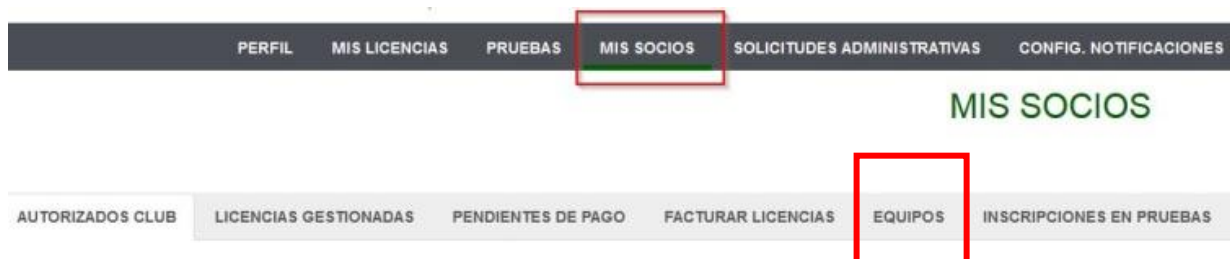 PERFIL MIS LICENCIAS PRUEBAS MIS SOCIOS SOLICITUDES ADMINISTRATIVAS CONFIG. NOTIFICACIONES
MIS SOCIOS
AUTORIZADOS CLUB LICENCIAS GESTIONADAS PENDIENTES DE PAGO FACTURAR LICENCIAS EQUIPOS INSCRIPCIONES EN PRUEBAS